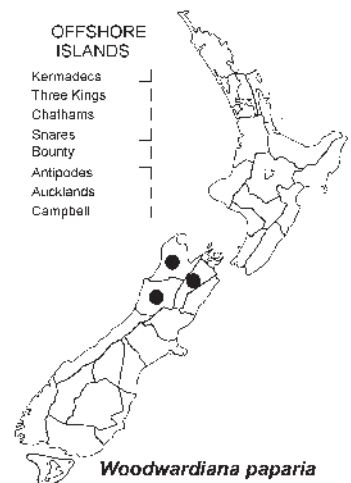 OFFSHORE
ISLANDS
Kermadecs
Three Kings
Chathams
Snares
Bounty
Antipodes
Aucklands
Campbell
Woodwardiana paparia